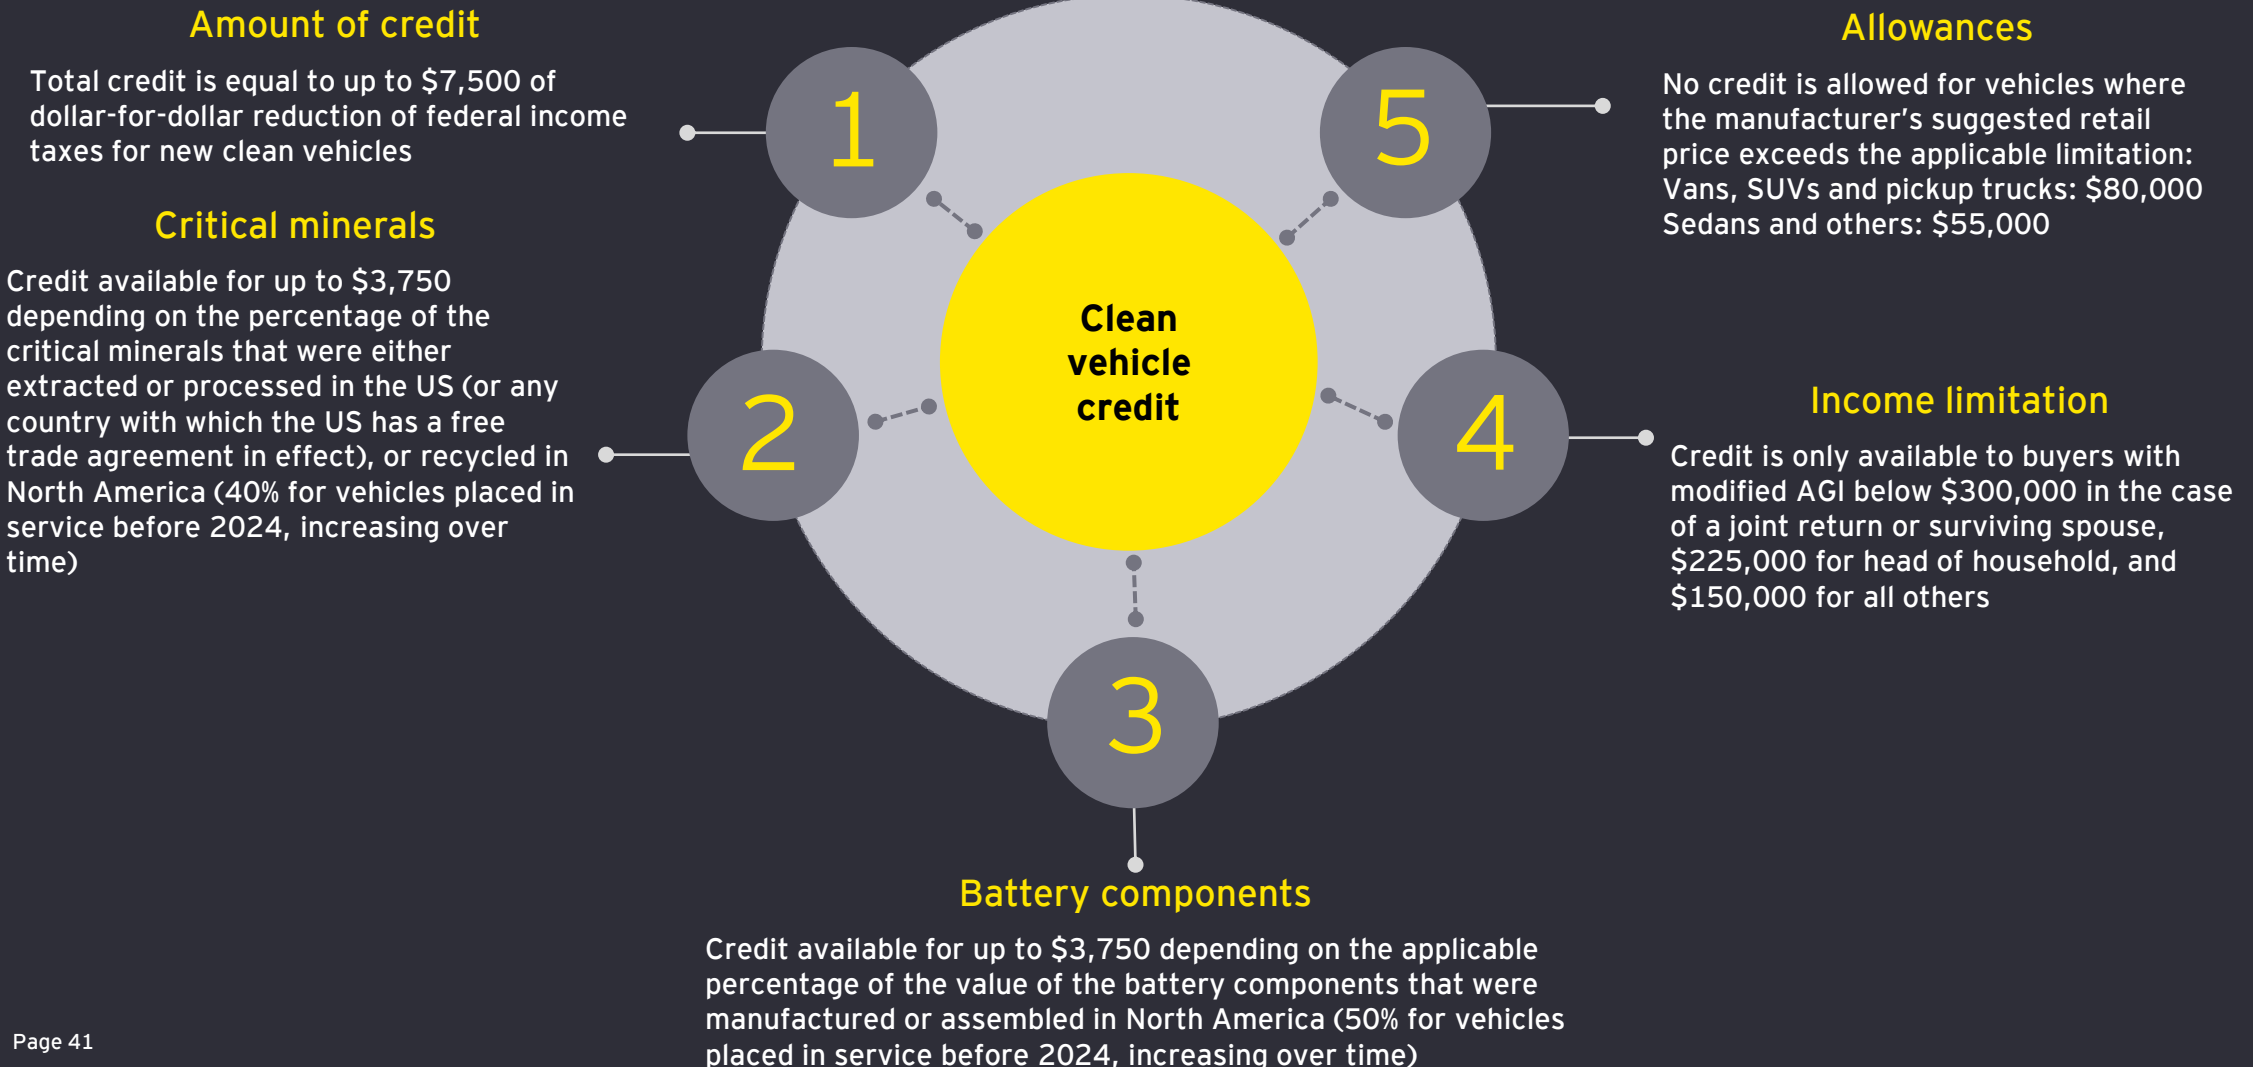 Amount of credit
Total credit is equal to up to $7,500 of
dollar-for-dollar reduction of federal income
taxes for new clean vehicles
1
Critical minerals
Credit available for up to $3,750
depending on the percentage of the
critical minerals that were either
extracted or processed in the US (or any
country with which the US has a free
trade agreement in effect), or recycled in
North America (40% for vehicles placed in
service before 2024, increasing over
time)
2
Clean
vehicle
credit
3
Battery components
Credit available for up to $3,750 depending on the applicable
percentage of the value of the battery components that were
manufactured or assembled in North America (50% for vehicles
placed in service before 2024, increasing over time)
4
Income limitation
Credit is only available to buyers with
modified AGI below $300,000 in the case
of a joint return or surviving spouse,
$225,000 for head of household, and
$150,000 for all others
5
Allowances
No credit is allowed for vehicles where
the manufacturer’s suggested retail
price exceeds the applicable limitation:
Vans, SUVs and pickup trucks: $80,000
Sedans and others: $55,000
Page 41